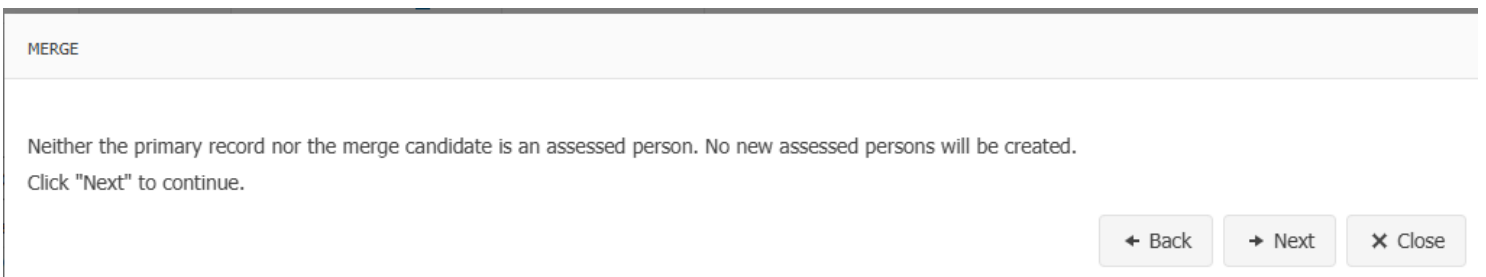 MERGE
Neither the primary record nor the merge candidate is an assessed person. No new assessed persons will be created.
Click "Next" to continue.
Back Next Close